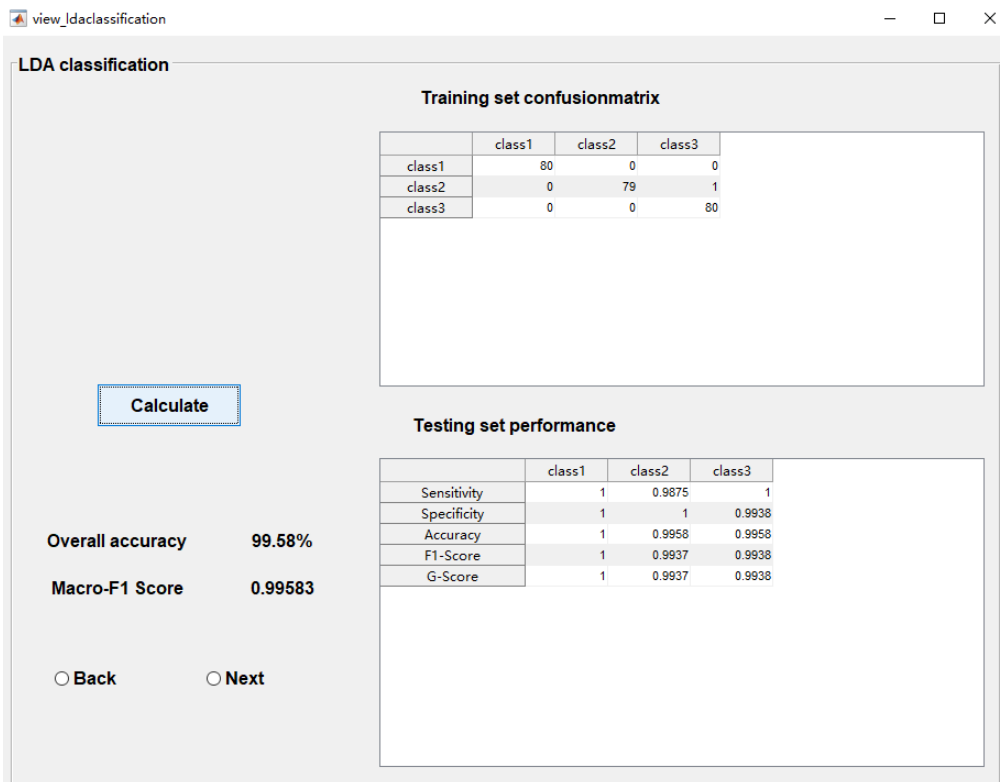 view_ldaclassification
LDA classification
Training set confusionmatrix
class1 class2 class3
class1 80 0 0
class2 0 79 1
class3 0 0 80
Calculate
Testing set performance
class1 class2 class3
Sensitivity 1 0.9875 1
Specificity 1 1 0.9938
Accuracy 1 0.9958 0.9958
F1-Score 1 0.9937 0.9938
G-Score 1 0.9937 0.9938
Overall accuracy 99.58%
Macro-F1 Score 0.99583
Back Next